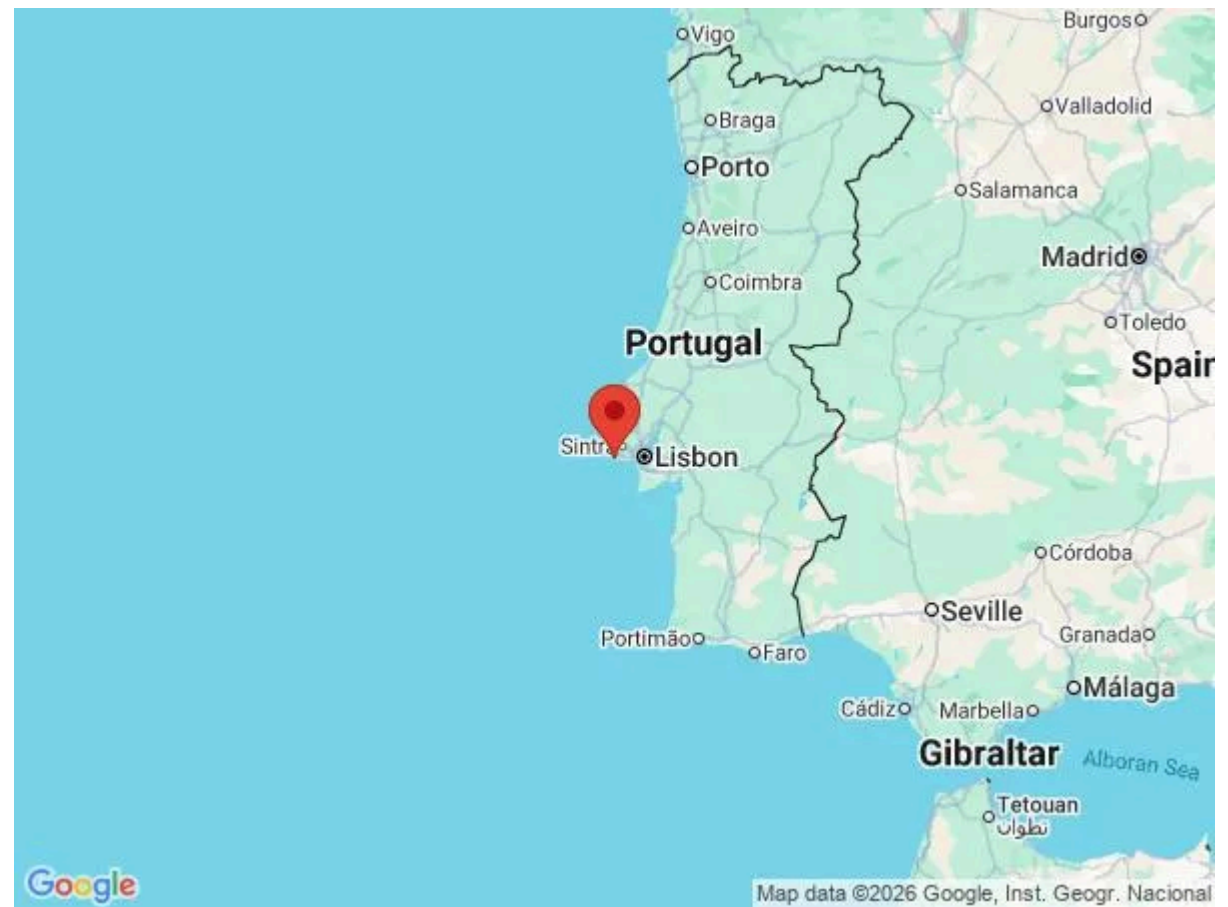 Burgos
Vigo
Valladolid
Braga
Porto
Salamanca
Aveiro
Madrid
Coimbra
Toledo
Portugal
Spain
Sintra
Lisbon
Córdoba
Seville
Granada
Portimão
Faro
Málaga
Cádiz
Marbella
Gibraltar
Alboran Sea
Tetouan
تطوان
Google
Map data ©2026 Google, Inst. Geogr. Nacional